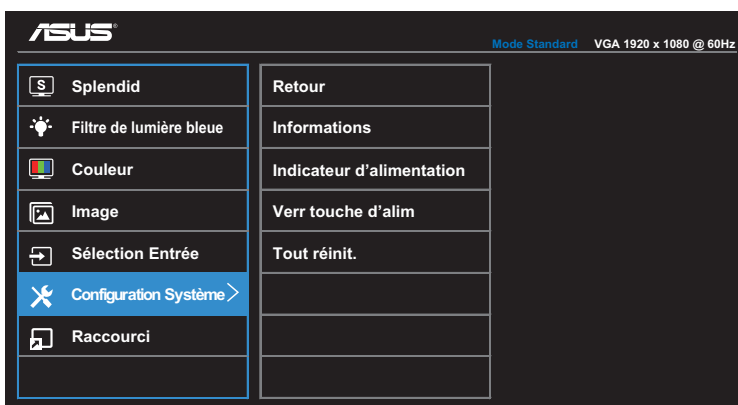 ASUS®
Mode Standard VGA 1920 x 1080 @ 60Hz
S Splendid
Filtre de lumière bleue
Couleur
Image
Sélection Entrée
Configuration Système >
Raccourci
Retour
Informations
Indicateur d’alimentation
Verr touche d’alim
Tout réinit.